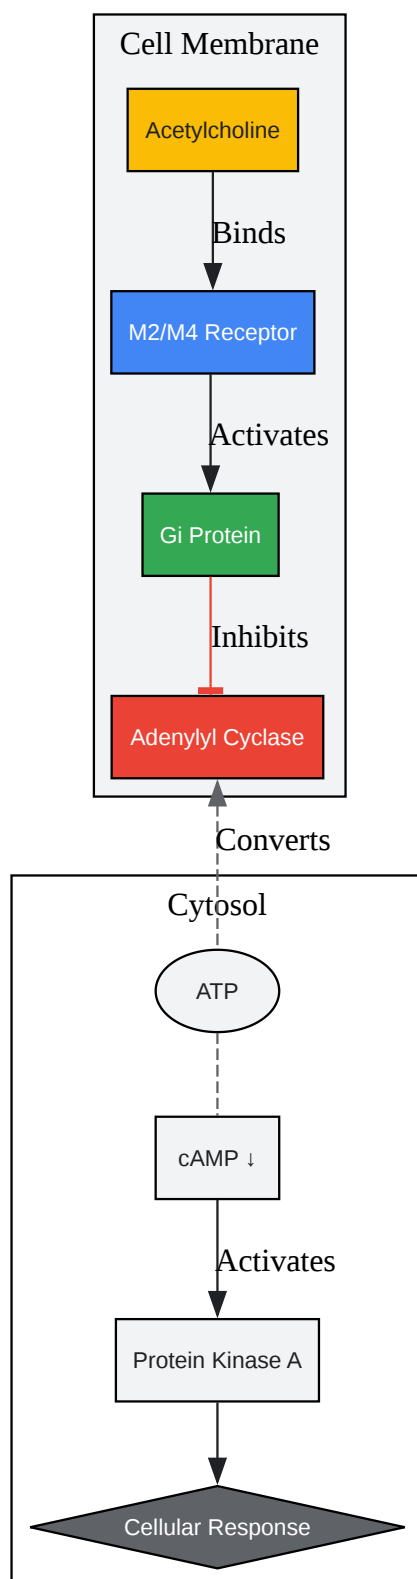 Cell Membrane
Acetylcholine
Binds
M2/M4 Receptor
Activates
Gi Protein
Inhibits
Adenylyl Cyclase
Converts
Cytosol
ATP
cAMP ↓
Activates
Protein Kinase A
Cellular Response